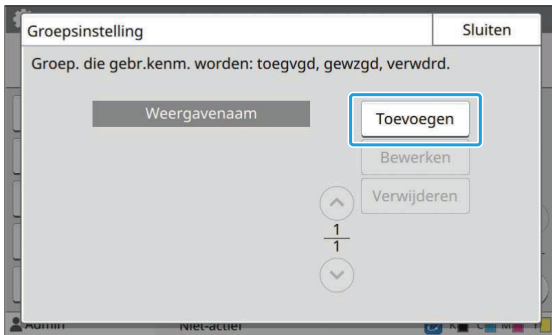 Groepsinstelling
Sluiten
Groep. die gebr.kenm. worden: toegvgd, gewzgd, verwdrd.
Weergavenaam
Toevoegen
Bewerken
Verwijderen
1
1
Admin
Niet-actief
K C M Y